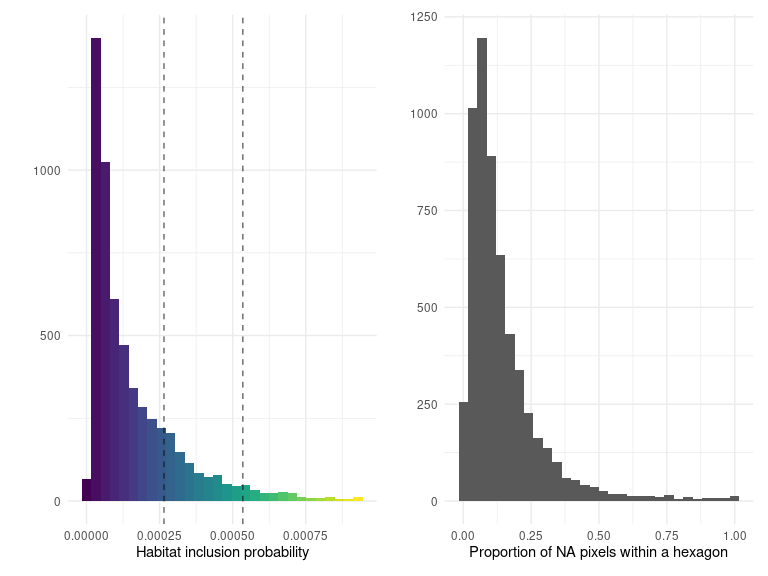 1000
500
0
0.00000 0.00025 0.00050 0.00075
Habitat inclusion probability
1250
1000
750
500
250
0
0.00 0.25 0.50 0.75 1.00
Proportion of NA pixels within a hexagon